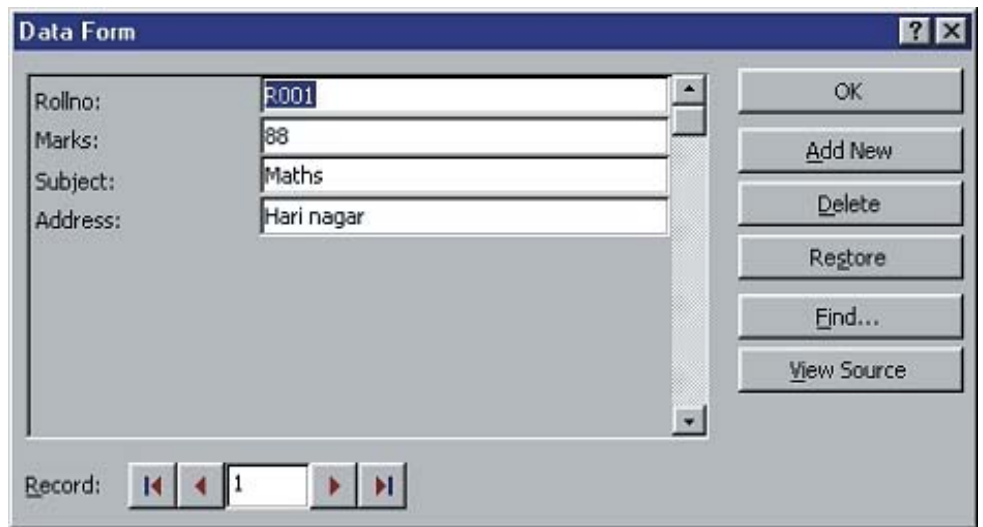 Data Form
Rollno: R001
Marks: 88
Subject: Maths
Address: Hari nagar
OK
Add New
Delete
Restore
Find...
View Source
Record: 1